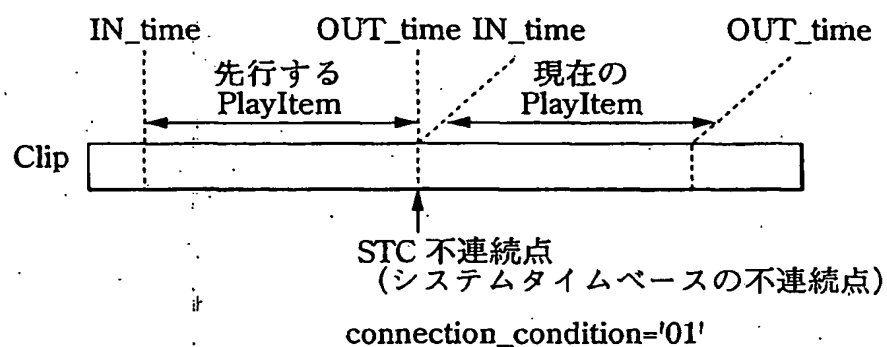 IN_time OUT_time IN_time OUT_time
先行する
PlayItem
現在の
PlayItem
Clip
STC 不連続点
(システムタイムベースの不連続点)
connection_condition='01'